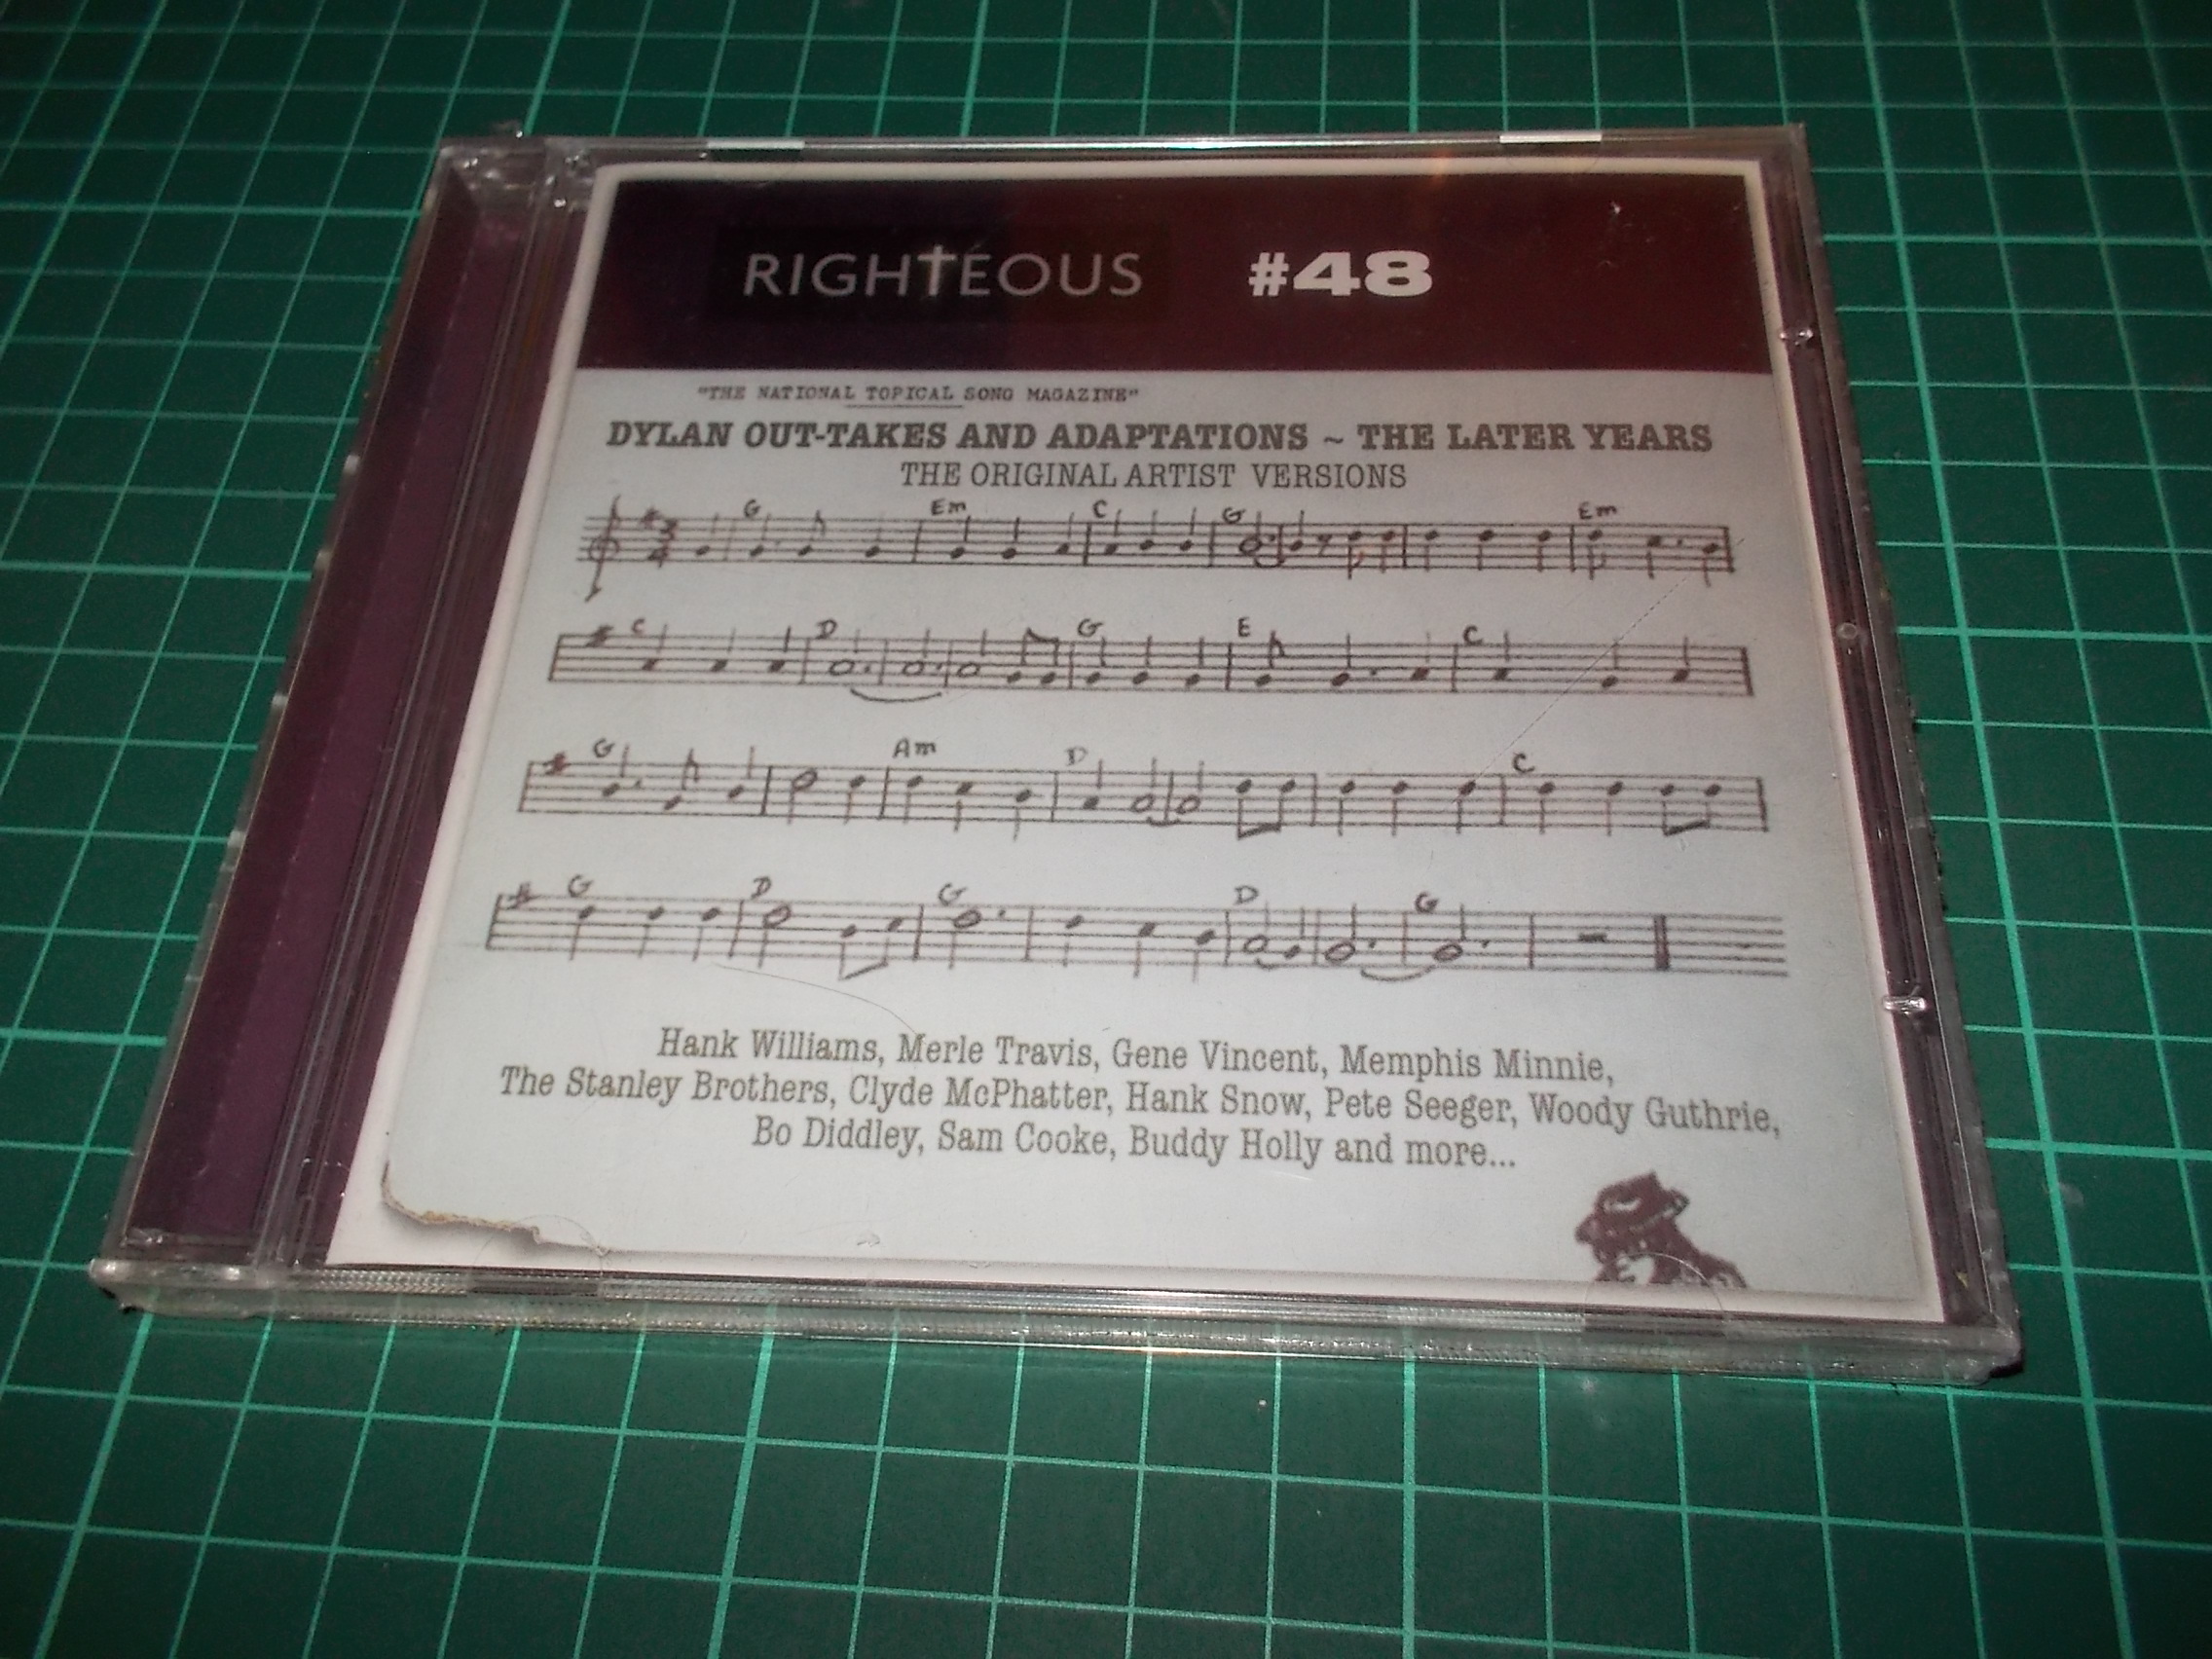 RIGHTEOUS #48
"THE NATIONAL TOPICAL SONG MAGAZINE"
DYLAN OUT-TAKES AND ADAPTATIONS ~ THE LATER YEARS
THE ORIGINAL ARTIST VERSIONS
G Em C G Em
3
4
C D G E C
G Am D C
G D G D G
Hank Williams, Merle Travis, Gene Vincent, Memphis Minnie,
The Stanley Brothers, Clyde McPhatter, Hank Snow, Pete Seeger, Woody Guthrie,
Bo Diddley, Sam Cooke, Buddy Holly and more...